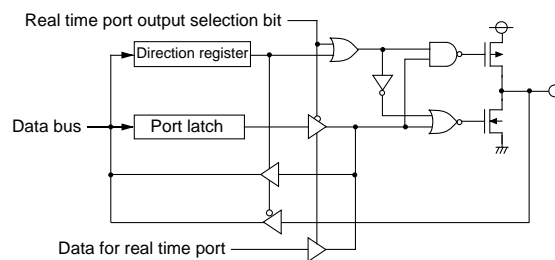 Real time port output selection bit
Direction register
Data bus
Port latch
Data for real time port